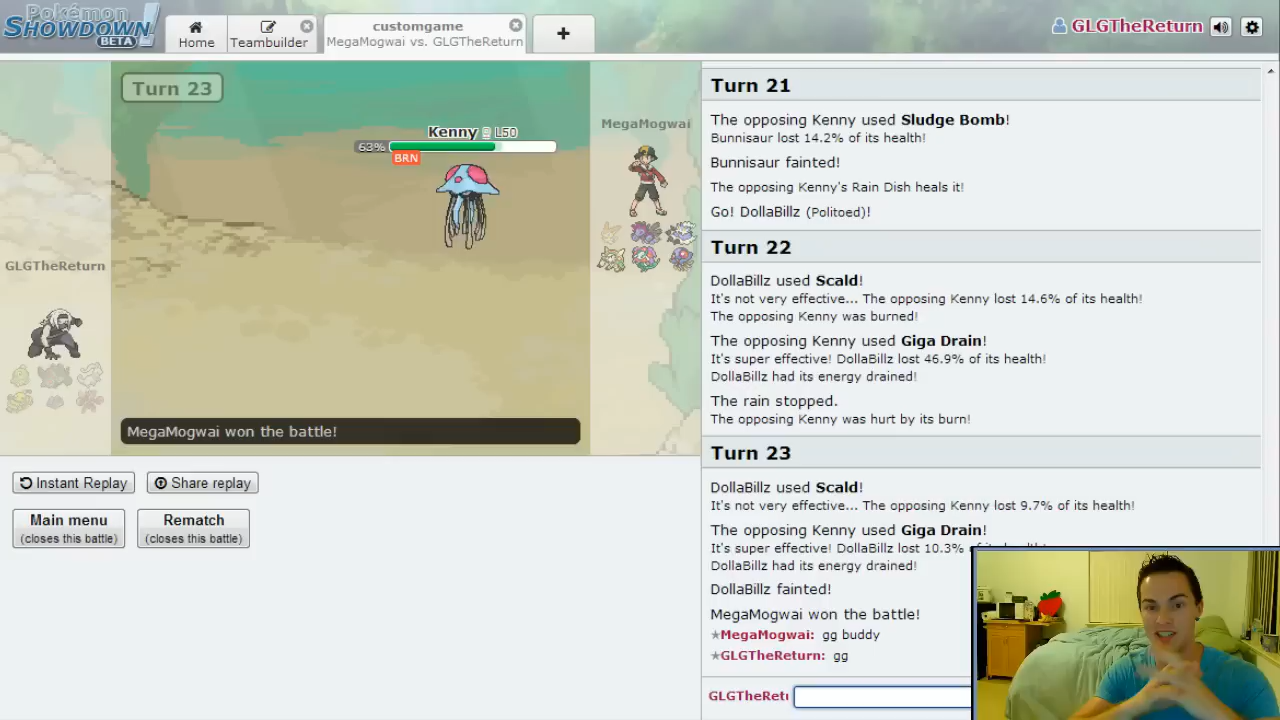 Pokémon
SHOWDOWN!
BETA
Home
Teambuilder
customgame
MegaMogwai vs. GLGTheReturn
GLGTheReturn
Turn 23
Kenny L50
63%
BRN
MegaMogwai
GLGTheReturn
MegaMogwai won the battle!
Instant Replay
Share replay
Main menu
(closes this battle)
Rematch
(closes this battle)
Turn 21
The opposing Kenny used Sludge Bomb!
Bunnisaur lost 14.2% of its health!
Bunnisaur fainted!
The opposing Kenny's Rain Dish heals it!
Go! DollaBillz (Politoed)!
Turn 22
DollaBillz used Scald!
It's not very effective... The opposing Kenny lost 14.6% of its health!
The opposing Kenny was burned!
The opposing Kenny used Giga Drain!
It's super effective! DollaBillz lost 46.9% of its health!
DollaBillz had its energy drained!
The rain stopped.
The opposing Kenny was hurt by its burn!
Turn 23
DollaBillz used Scald!
It's not very effective... The opposing Kenny lost 9.7% of its health!
The opposing Kenny used Giga Drain!
It's super effective! DollaBillz lost 10.3% of its health!
DollaBillz had its energy drained!
DollaBillz fainted!
MegaMogwai won the battle!
★MegaMogwai: gg buddy
★GLGTheReturn: gg
GLGTheRet